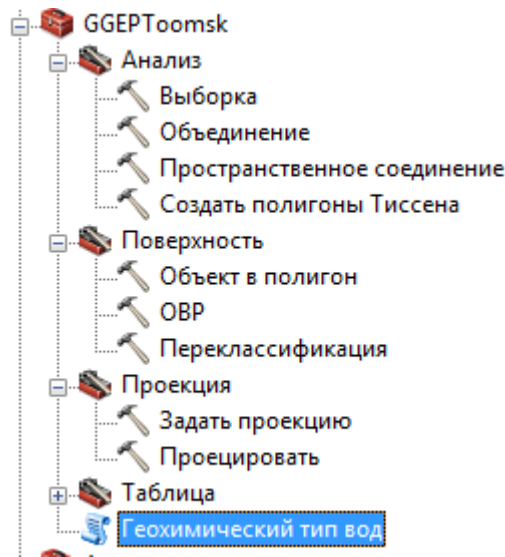 GGEPToomsk
Анализ
Выборка
Объединение
Пространственное соединение
Создать полигоны Тиссена
Поверхность
Объект в полигон
ОВР
Переклассификация
Проекция
Задать проекцию
Проецировать
Таблица
Геохимический тип вод